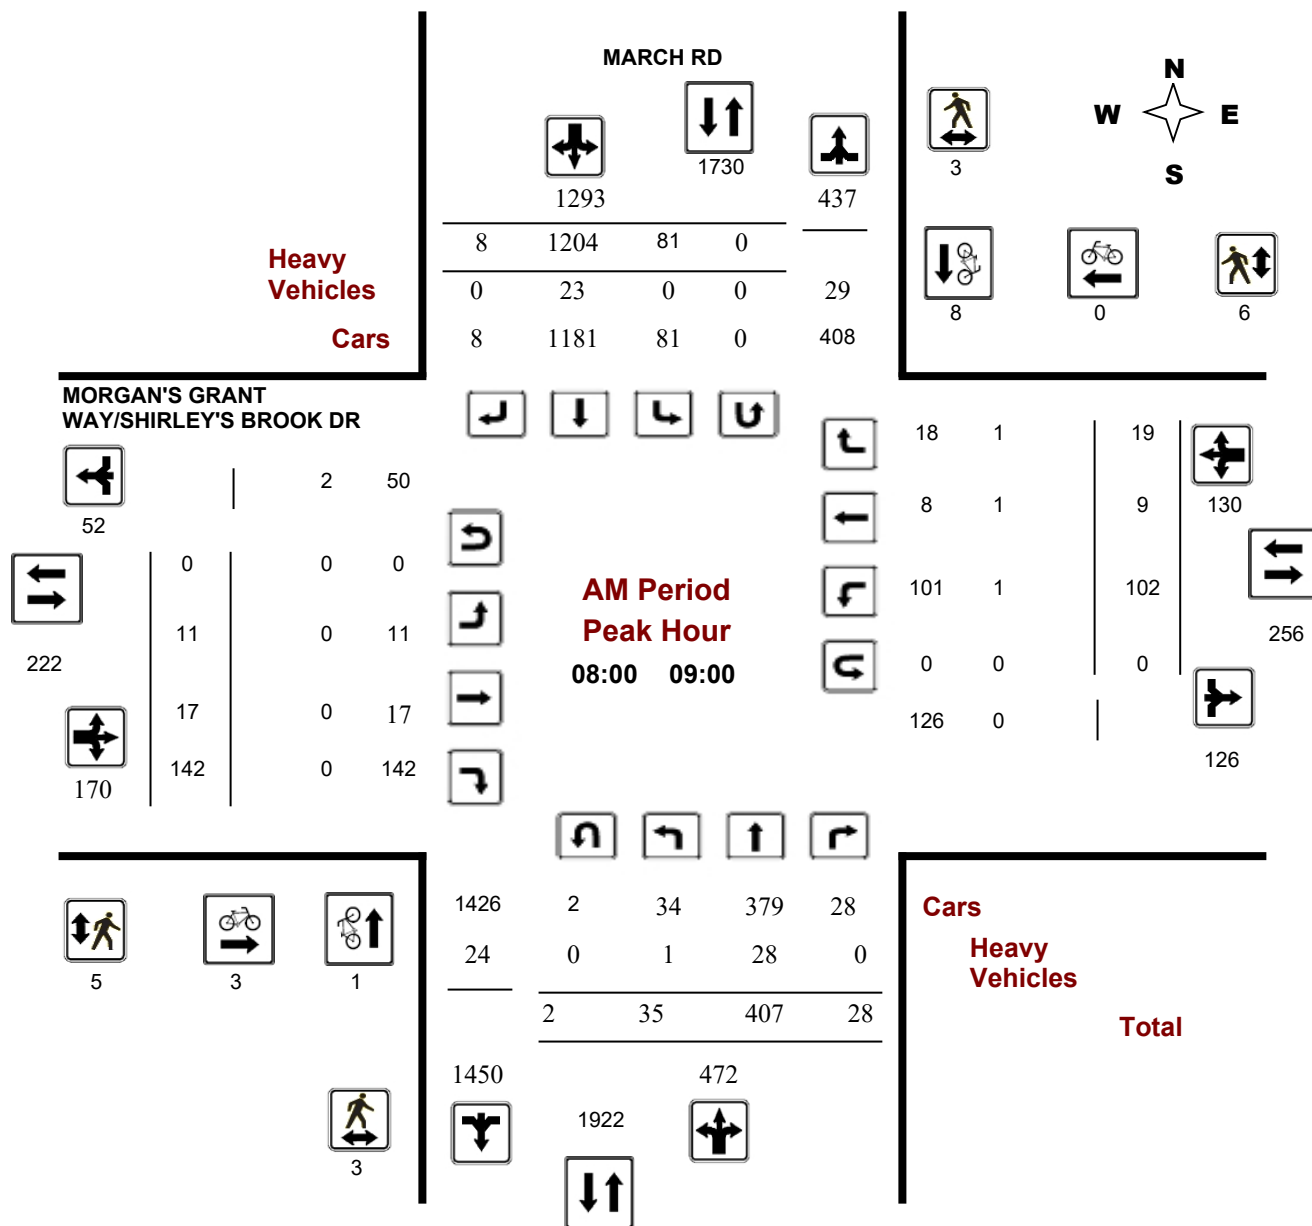 MARCH RD
N
W E
S
1730
3
1293 437
8 1204 81 0
Heavy
Vehicles 0 23 0 0 29
Cars 8 1181 81 0 408
8 0 6
MORGAN'S GRANT
WAY/SHIRLEY'S BROOK DR
18 1 19
2 50
52
8 1 9 130
0 0 0
AM Period
101 1 102
11 0 11
Peak Hour
256
222
08:00 09:00
0 0 0
17 0 17
126 0
126
142 0 142
170
1426 2 34 379 28 Cars
24 0 1 28 0 Heavy
Vehicles
5 3 1
2 35 407 28 Total
1450 472
1922
3